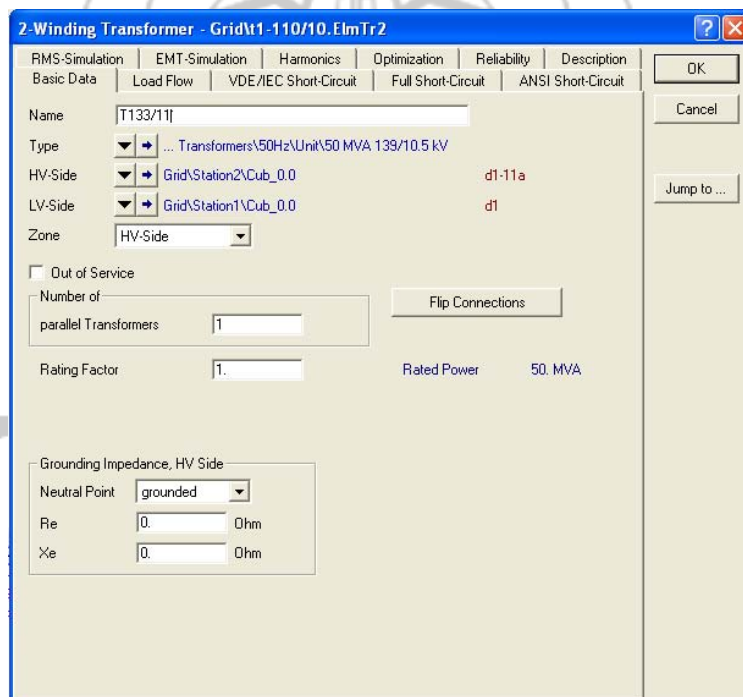 2-Winding Transformer - Grid\t1-110/10.ElmTr2
RMS-Simulation EMT-Simulation Harmonics Optimization Reliability Description
Basic Data Load Flow VDE/IEC Short-Circuit Full Short-Circuit ANSI Short-Circuit
OK
Cancel
Jump to ...
Name T133/11
Type ... Transformers\50Hz\Unit\50 MVA 139/10.5 kV
HV-Side Grid\Station2\Cub_0.0 d1-11a
LV-Side Grid\Station1\Cub_0.0 d1
Zone HV-Side
Out of Service
Number of
parallel Transformers 1
Flip Connections
Rating Factor 1. Rated Power 50. MVA
Grounding Impedance, HV Side
Neutral Point grounded
Re 0. Ohm
Xe 0. Ohm